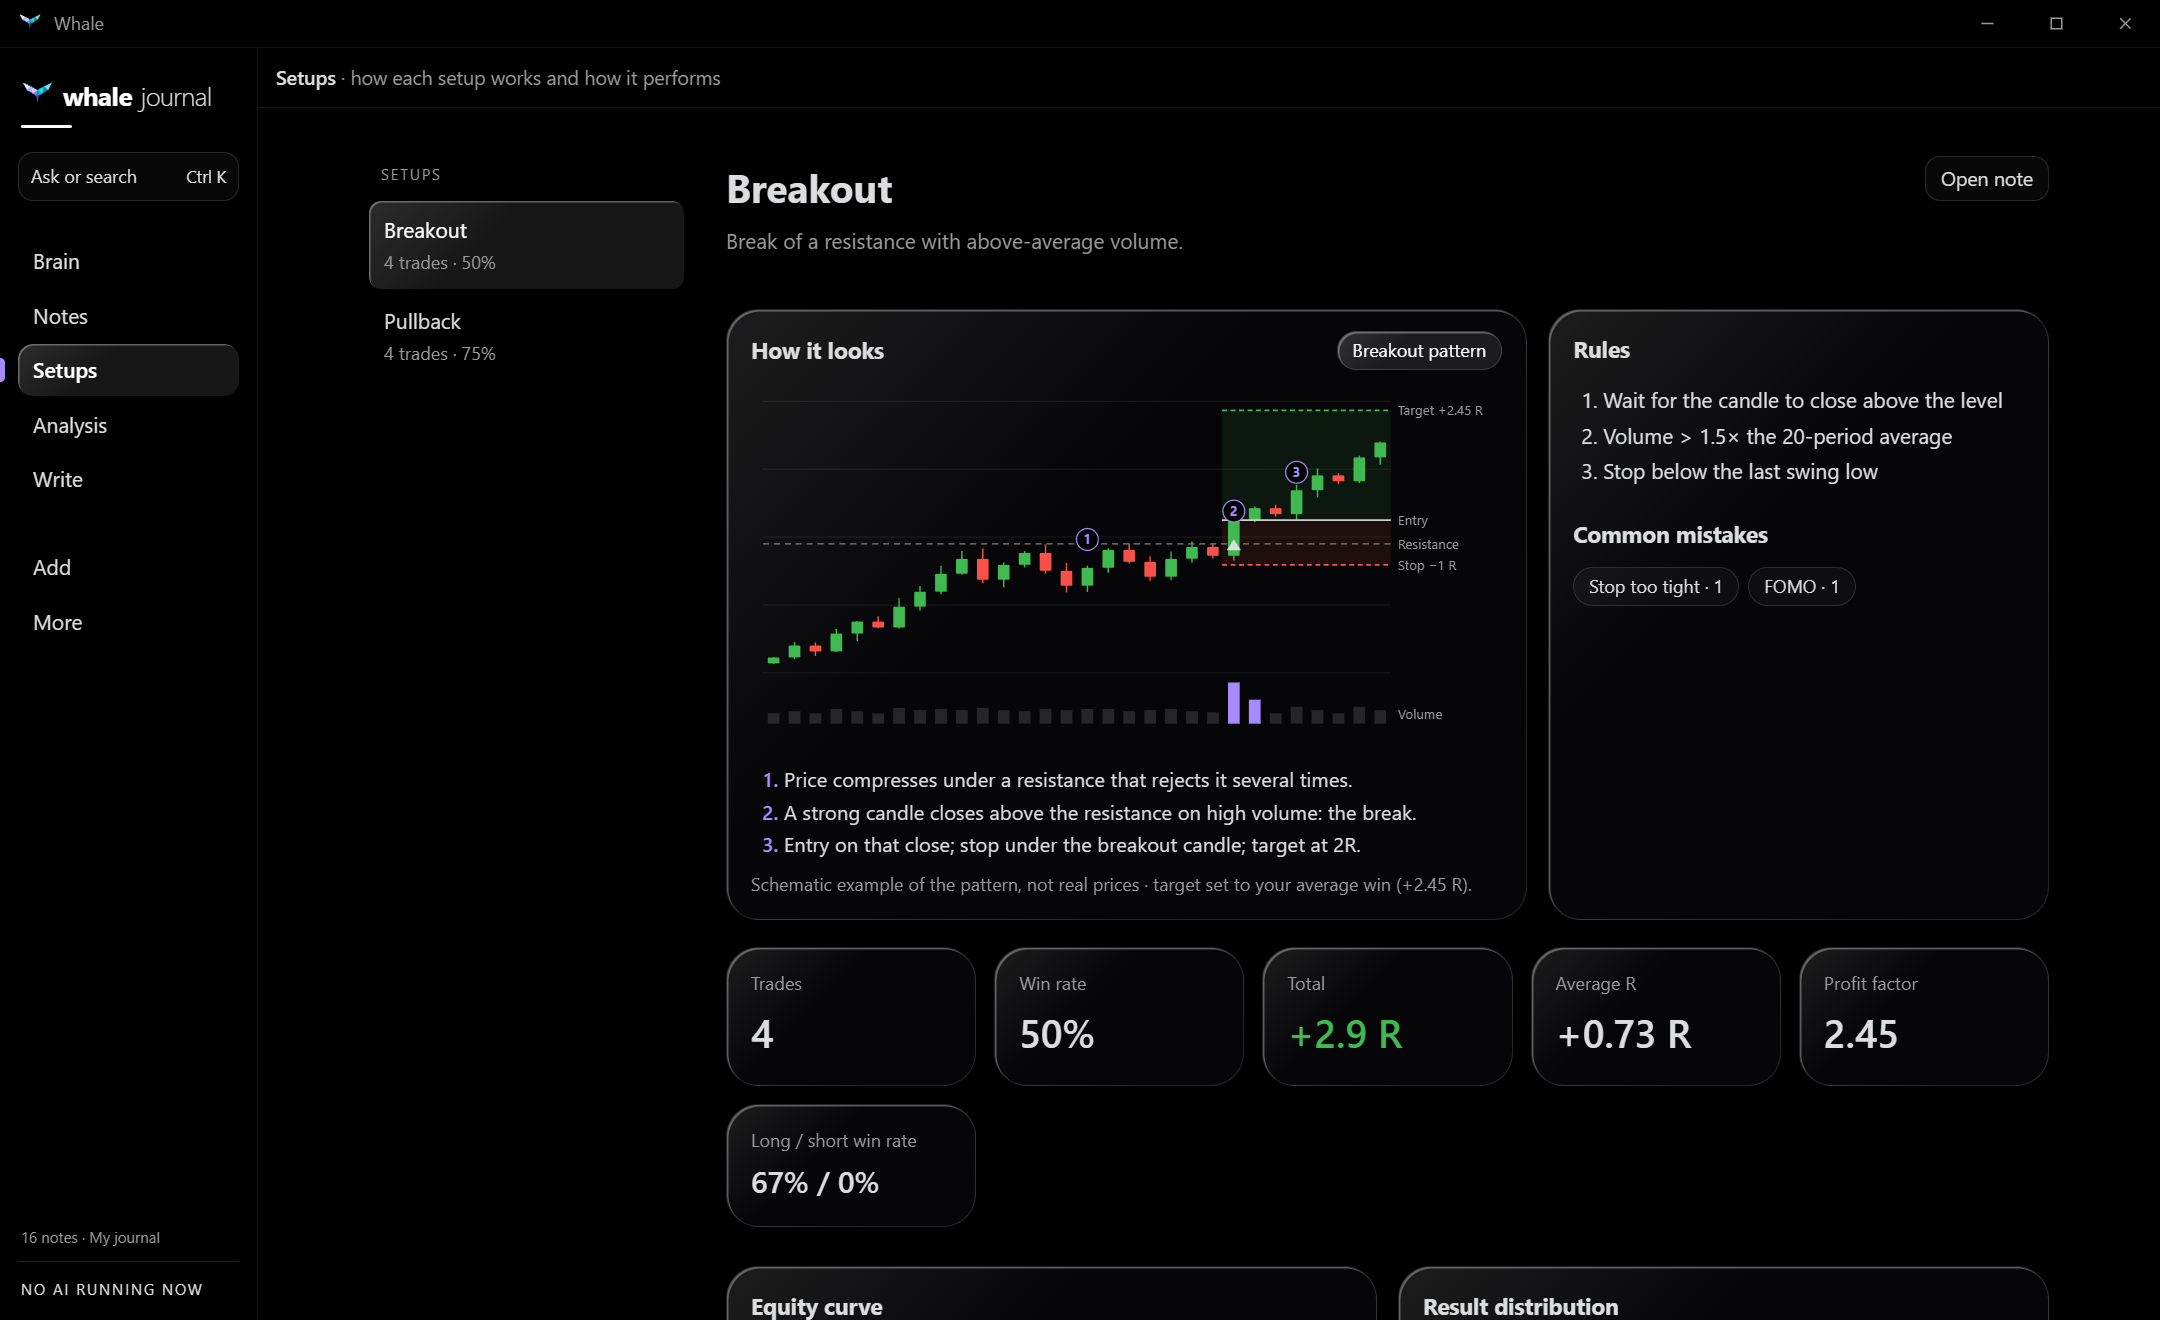 Whale
whale journal
Ask or search Ctrl K
Brain
Notes
Setups
Analysis
Write
Add
More
16 notes · My journal
NO AI RUNNING NOW
Setups · how each setup works and how it performs
SETUPS
Breakout
4 trades · 50%
Pullback
4 trades · 75%
Breakout
Open note
Break of a resistance with above-average volume.
How it looks
Breakout pattern
Target +2.45 R
3
2
Entry
1
Resistance
Stop −1 R
Volume
1. Price compresses under a resistance that rejects it several times.
2. A strong candle closes above the resistance on high volume: the break.
3. Entry on that close; stop under the breakout candle; target at 2R.
Schematic example of the pattern, not real prices · target set to your average win (+2.45 R).
Rules
1. Wait for the candle to close above the level
2. Volume > 1.5× the 20-period average
3. Stop below the last swing low
Common mistakes
Stop too tight · 1
FOMO · 1
Trades
4
Win rate
50%
Total
+2.9 R
Average R
+0.73 R
Profit factor
2.45
Long / short win rate
67% / 0%
Equity curve
Result distribution